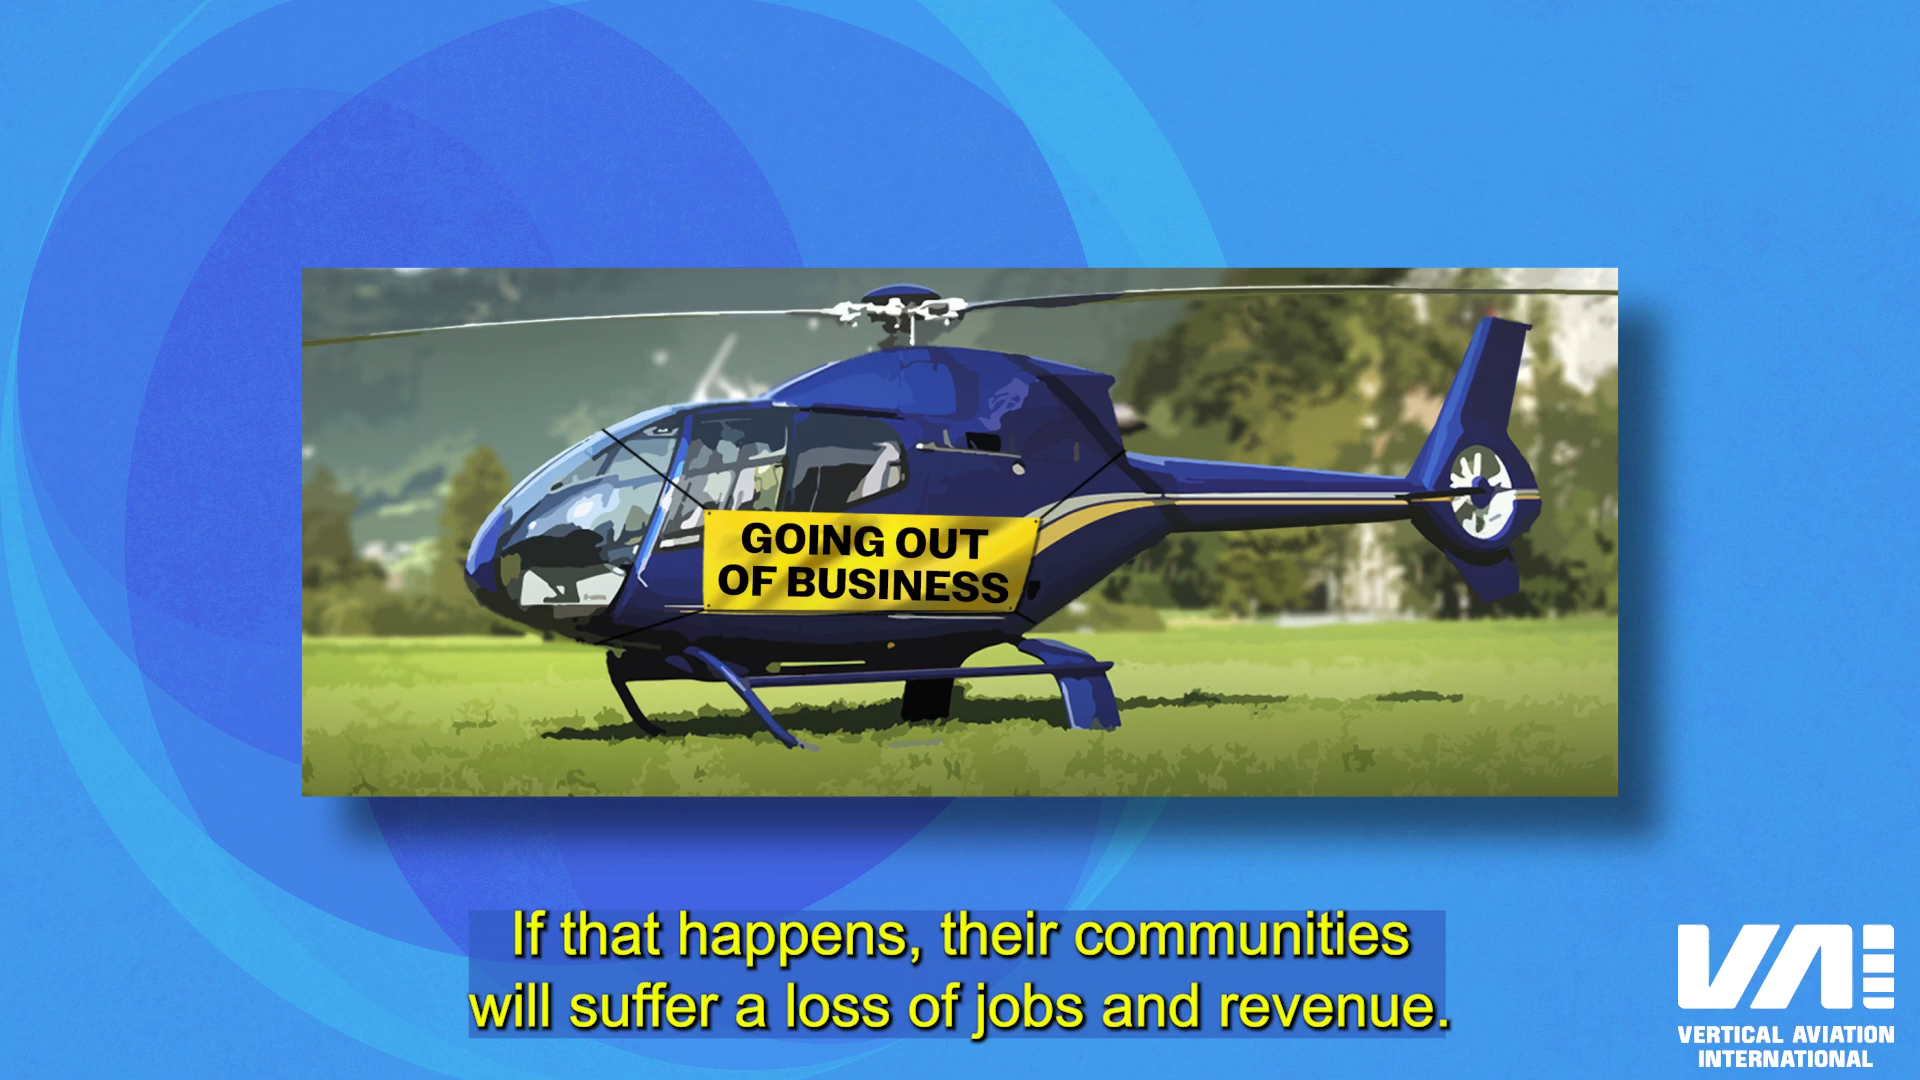 GOING OUT
OF BUSINESS
If that happens, their communities
will suffer a loss of jobs and revenue.
VAI
VERTICAL AVIATION
INTERNATIONAL